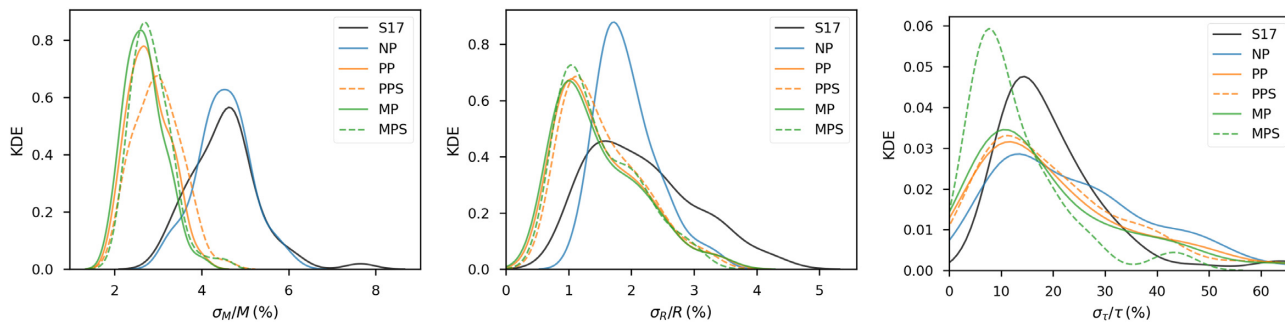 KDE
0.8
0.6
0.4
0.2
0.0
2
4
6
8
σ_M/M (%)
S17
NP
PP
PPS
MP
MPS
KDE
0.8
0.6
0.4
0.2
0.0
0
1
2
3
4
5
σ_R/R (%)
S17
NP
PP
PPS
MP
MPS
KDE
0.06
0.05
0.04
0.03
0.02
0.01
0.00
0
10
20
30
40
50
60
σ_τ/τ (%)
S17
NP
PP
PPS
MP
MPS